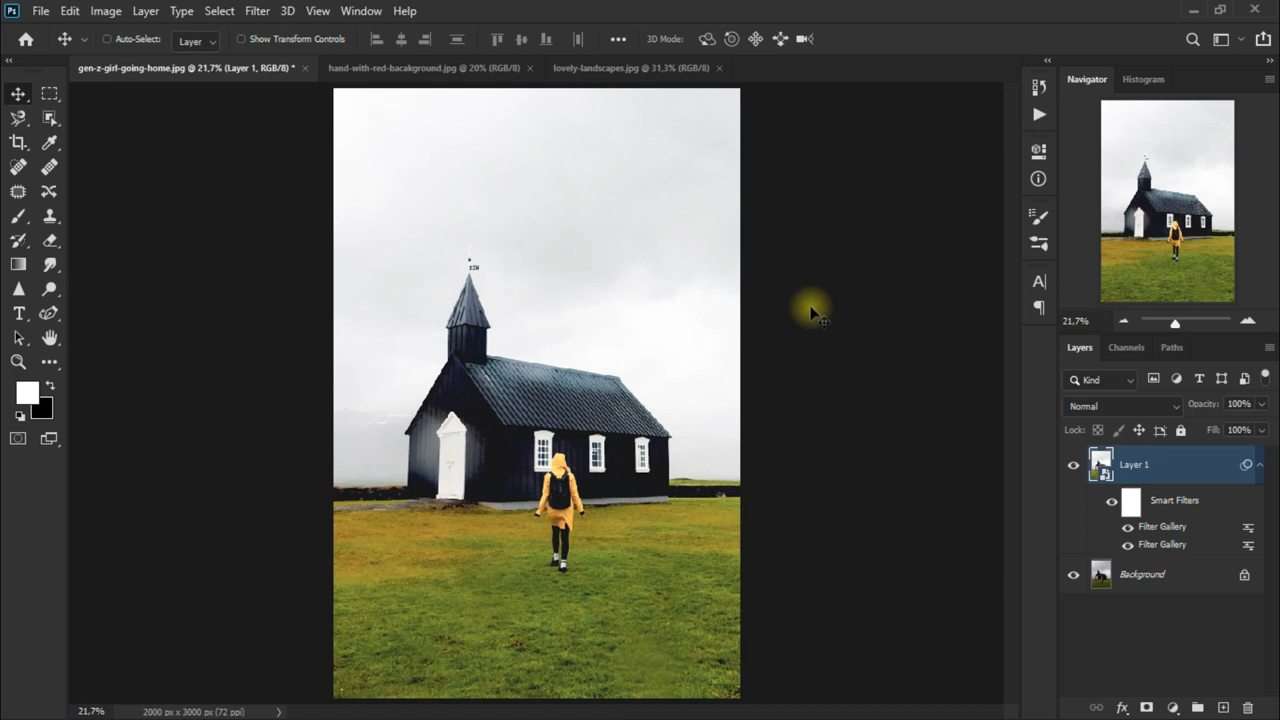 Ps File Edit Image Layer Type Select Filter 3D View Window Help
Auto-Select: Layer Show Transform Controls 3D Mode:
gen-z-girl-going-home.jpg @ 21,7% (Layer 1, RGB/8) * × hand-with-red-bacakground.jpg @ 20% (RGB/8) × lovely-landscapes.jpg @ 31,3% (RGB/8) ×
Navigator Histogram
21,7%
Layers Channels Paths
Kind
Normal Opacity: 100%
Lock: Fill: 100%
Layer 1
Smart Filters
Filter Gallery
Filter Gallery
Background
21,7% 2000 px x 3000 px (72 ppi)